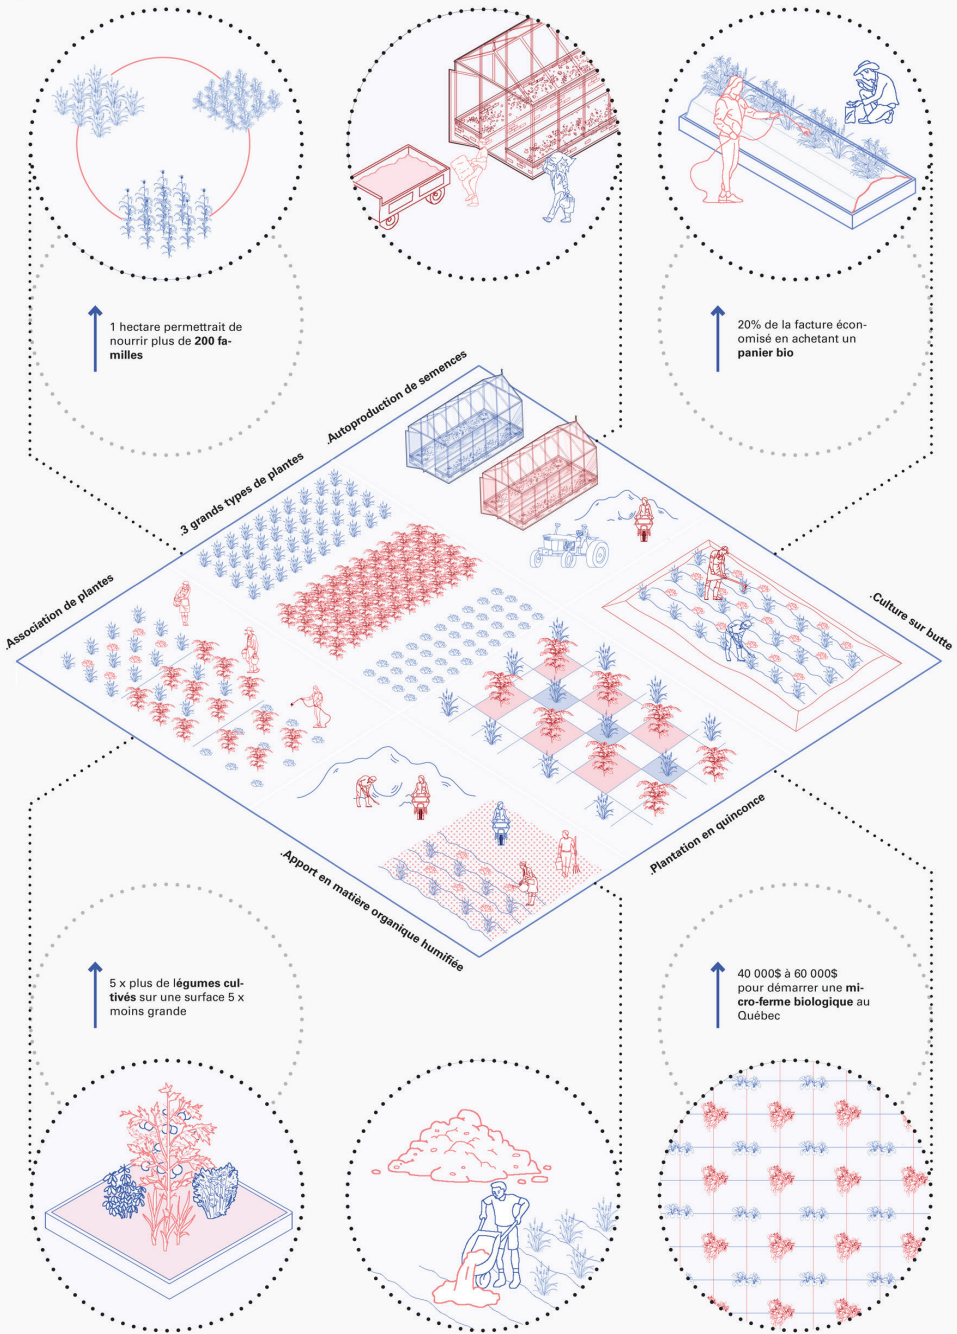 1 hectare permettrait de
nourrir plus de 200 fa-
milles
20% de la facture écon-
omisé en achetant un
panier bio
.Autoproduction de semences
.3 grands types de plantes
.Association de plantes
.Culture sur butte
.Plantation en quinconce
.Apport en matière organique humifiée
5 x plus de légumes cul-
tivés sur une surface 5 x
moins grande
40 000$ à 60 000$
pour démarrer une mi-
cro-ferme biologique au
Québec